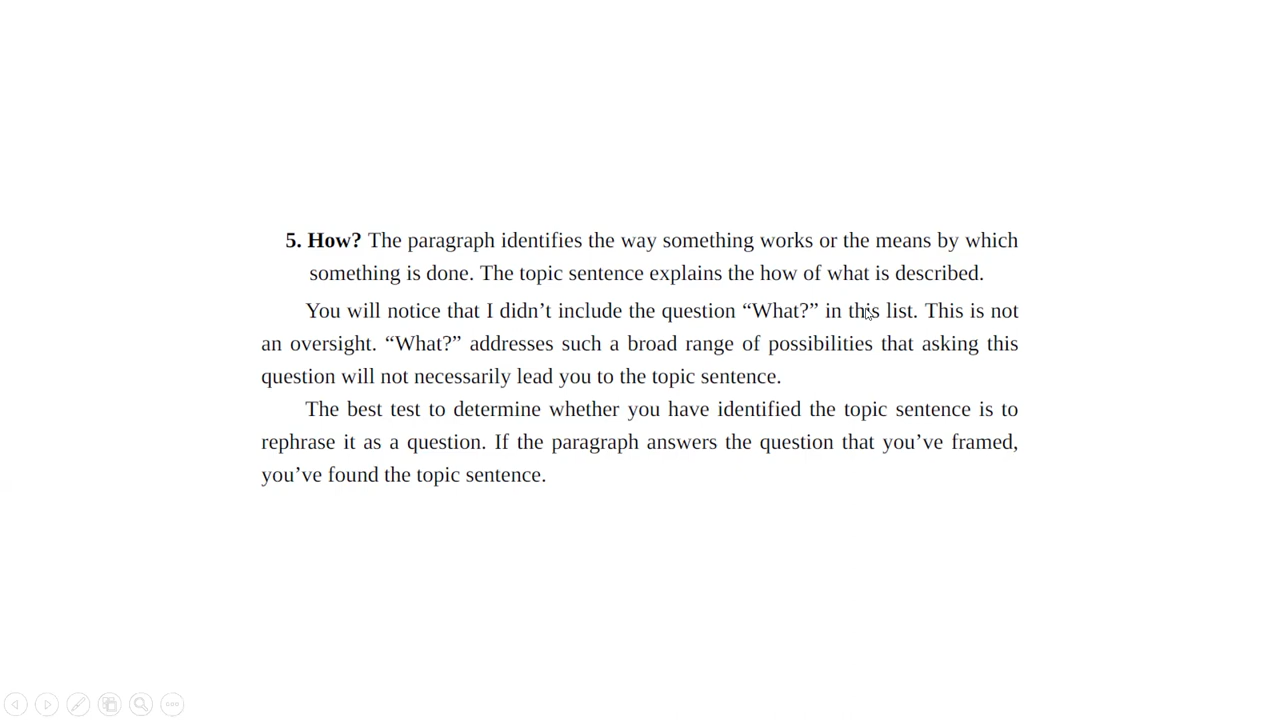 5. How? The paragraph identifies the way something works or the means by which
something is done. The topic sentence explains the how of what is described.
You will notice that I didn’t include the question “What?” in this list. This is not
an oversight. “What?” addresses such a broad range of possibilities that asking this
question will not necessarily lead you to the topic sentence.
The best test to determine whether you have identified the topic sentence is to
rephrase it as a question. If the paragraph answers the question that you’ve framed,
you’ve found the topic sentence.